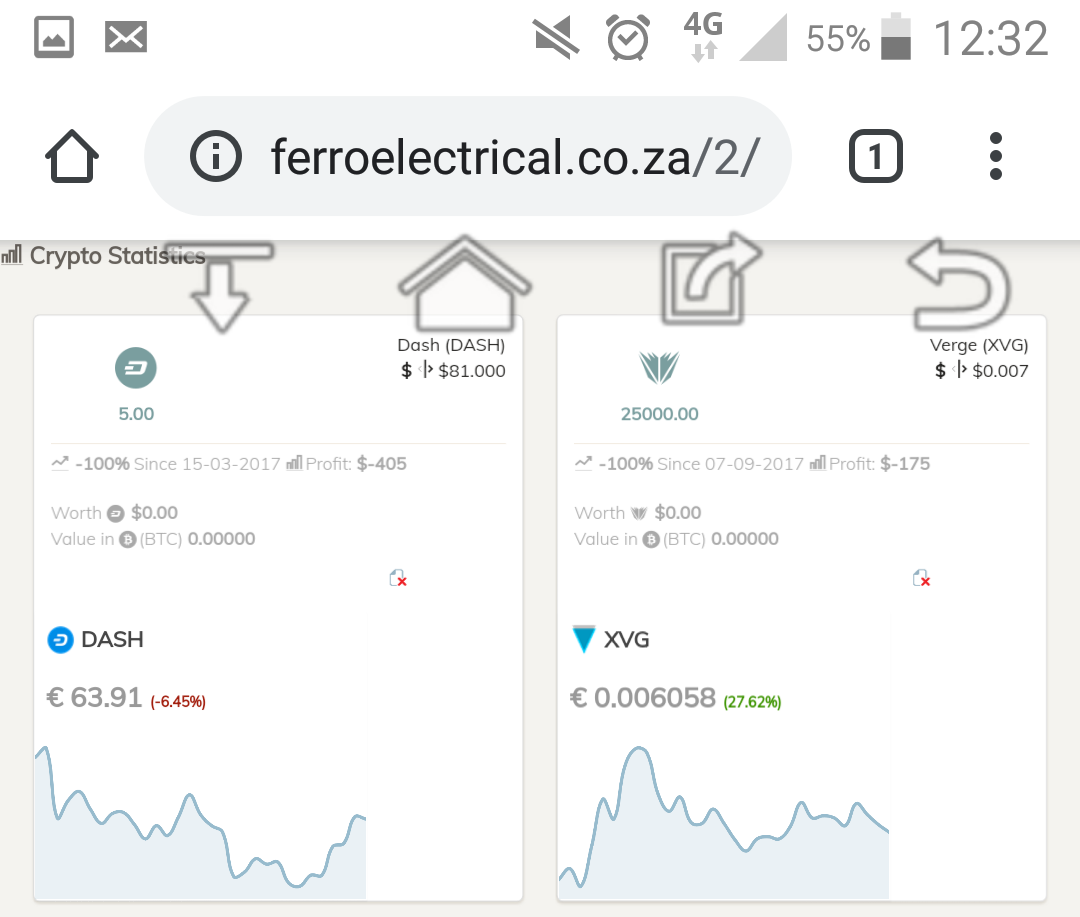 4G 55% 12:32
ferroelectrical.co.za/2/
1
Crypto Statistics
Dash (DASH)
$ $81.000
5.00
-100% Since 15-03-2017 Profit: $-405
Worth $0.00
Value in (BTC) 0.00000
DASH
€ 63.91 (-6.45%)
Verge (XVG)
$ $0.007
25000.00
-100% Since 07-09-2017 Profit: $-175
Worth $0.00
Value in (BTC) 0.00000
XVG
€ 0.006058 (27.62%)